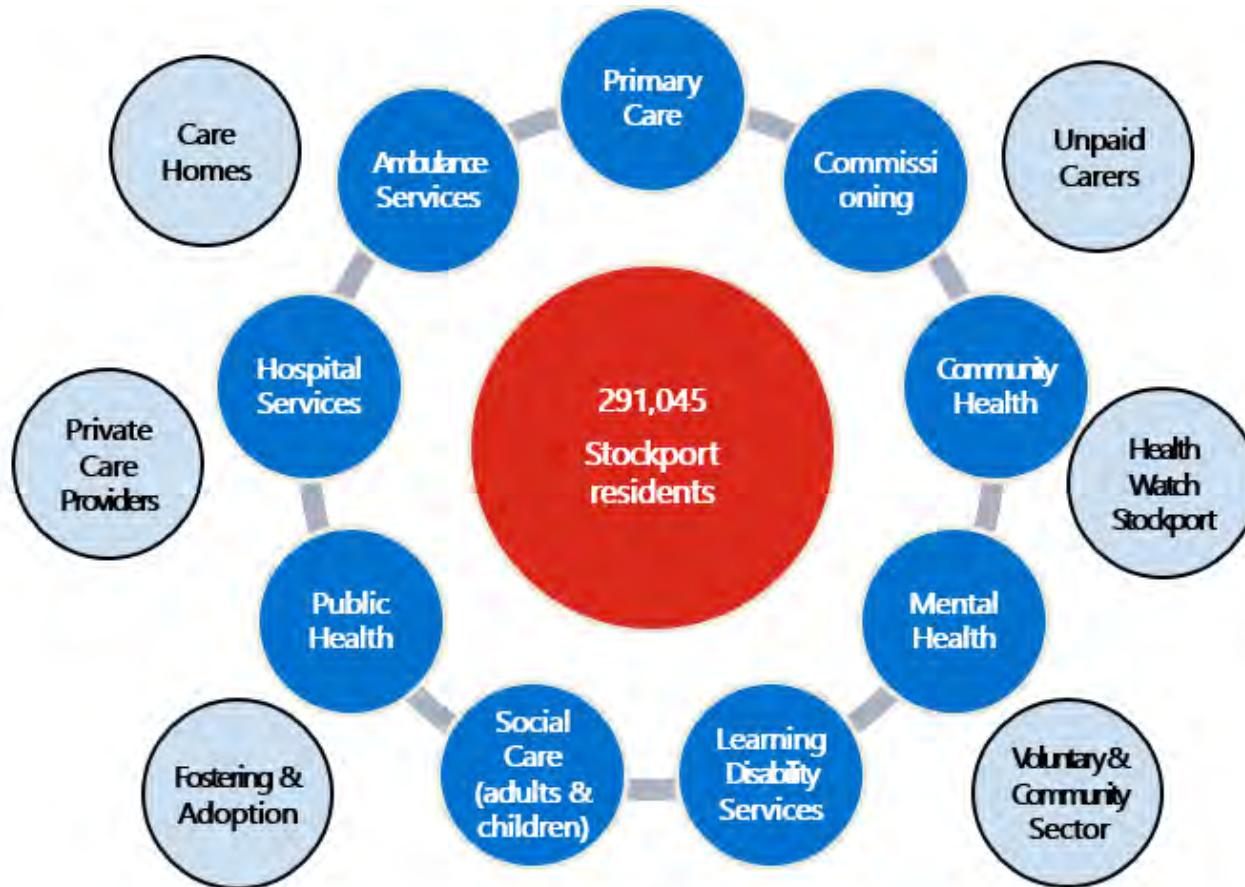 Primary
Care
Care
Homes
Ambulance
Services
Commissi
oning
Unpaid
Carers
Hospital
Services
291,045
Stockport
residents
Community
Health
Private
Care
Providers
Health
Watch
Stockport
Public
Health
Mental
Health
Social
Care
(adults &
children)
Learning
Disability
Services
Fostering &
Adoption
Voluntary &
Community
Sector